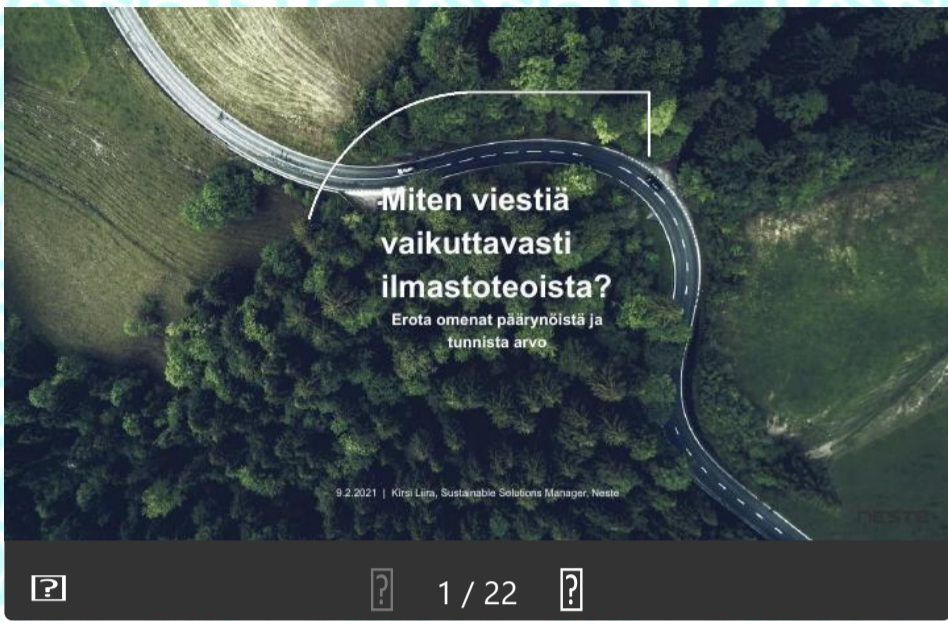 Miten viestiä
vaikuttavasti
ilmastoteoista?
Erota omenat päärynöistä ja
tunnista arvo
9.2.2021 | Kirsi Liira, Sustainable Solutions Manager, Neste
NESTE
1 / 22